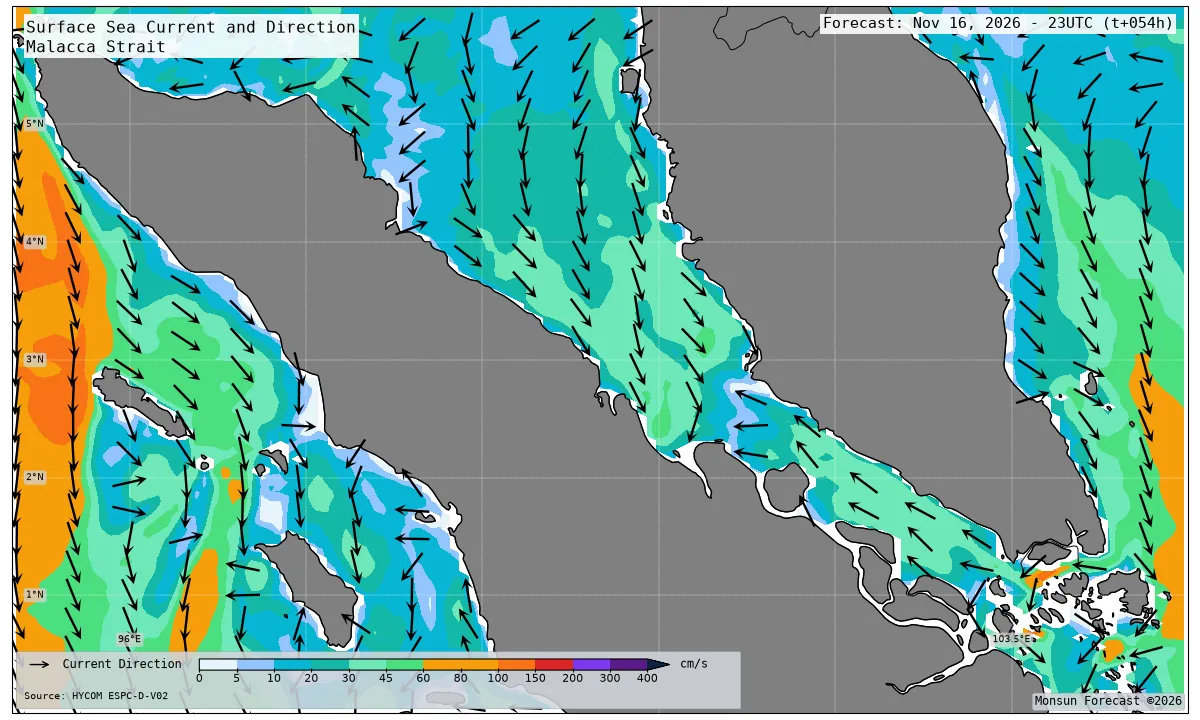 Surface Sea Current and Direction
Malacca Strait
Forecast: Nov 16, 2026 - 23UTC (t+054h)
5°N
4°N
3°N
2°N
1°N
96°E
103.5°E
Current Direction
0 5 10 20 30 45 60 80 100 150 200 300 400
cm/s
Source: HYCOM ESPC-D-V02
Monsun Forecast ©2026